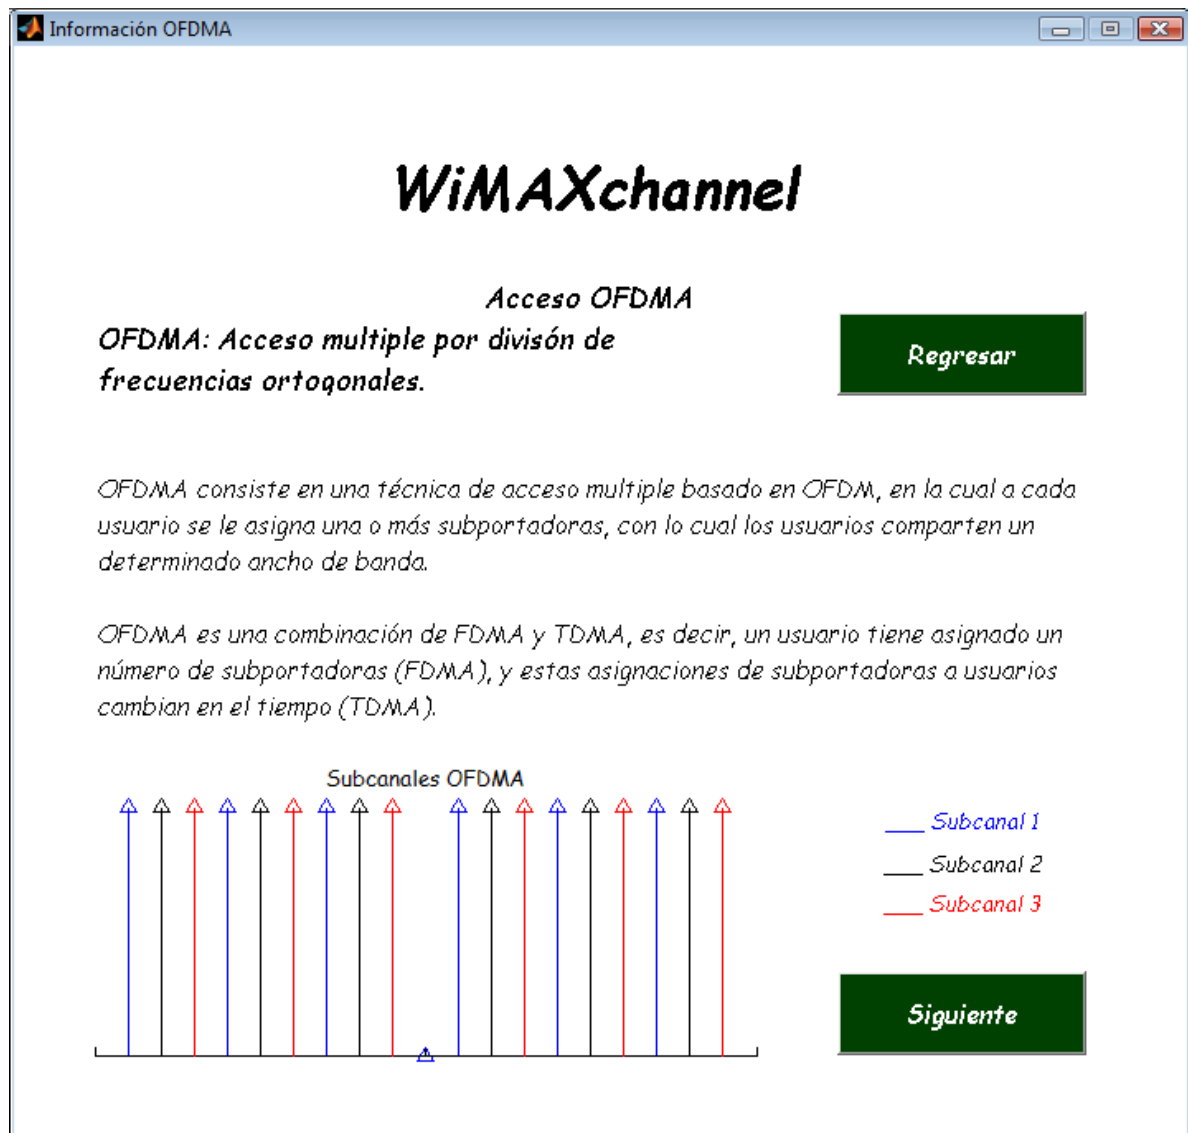 Información OFDMA
WiMAXchannel
Acceso OFDMA
OFDMA: Acceso multiple por divisón de
frecuencias ortogonales.
Regresar
OFDMA consiste en una técnica de acceso multiple basado en OFDM, en la cual a cada
usuario se le asigna una o más subportadoras, con lo cual los usuarios comparten un
determinado ancho de banda.
OFDMA es una combinación de FDMA y TDMA, es decir, un usuario tiene asignado un
número de subportadoras (FDMA), y estas asignaciones de subportadoras a usuarios
cambian en el tiempo (TDMA).
Subcanales OFDMA
Subcanal 1
Subcanal 2
Subcanal 3
Siguiente